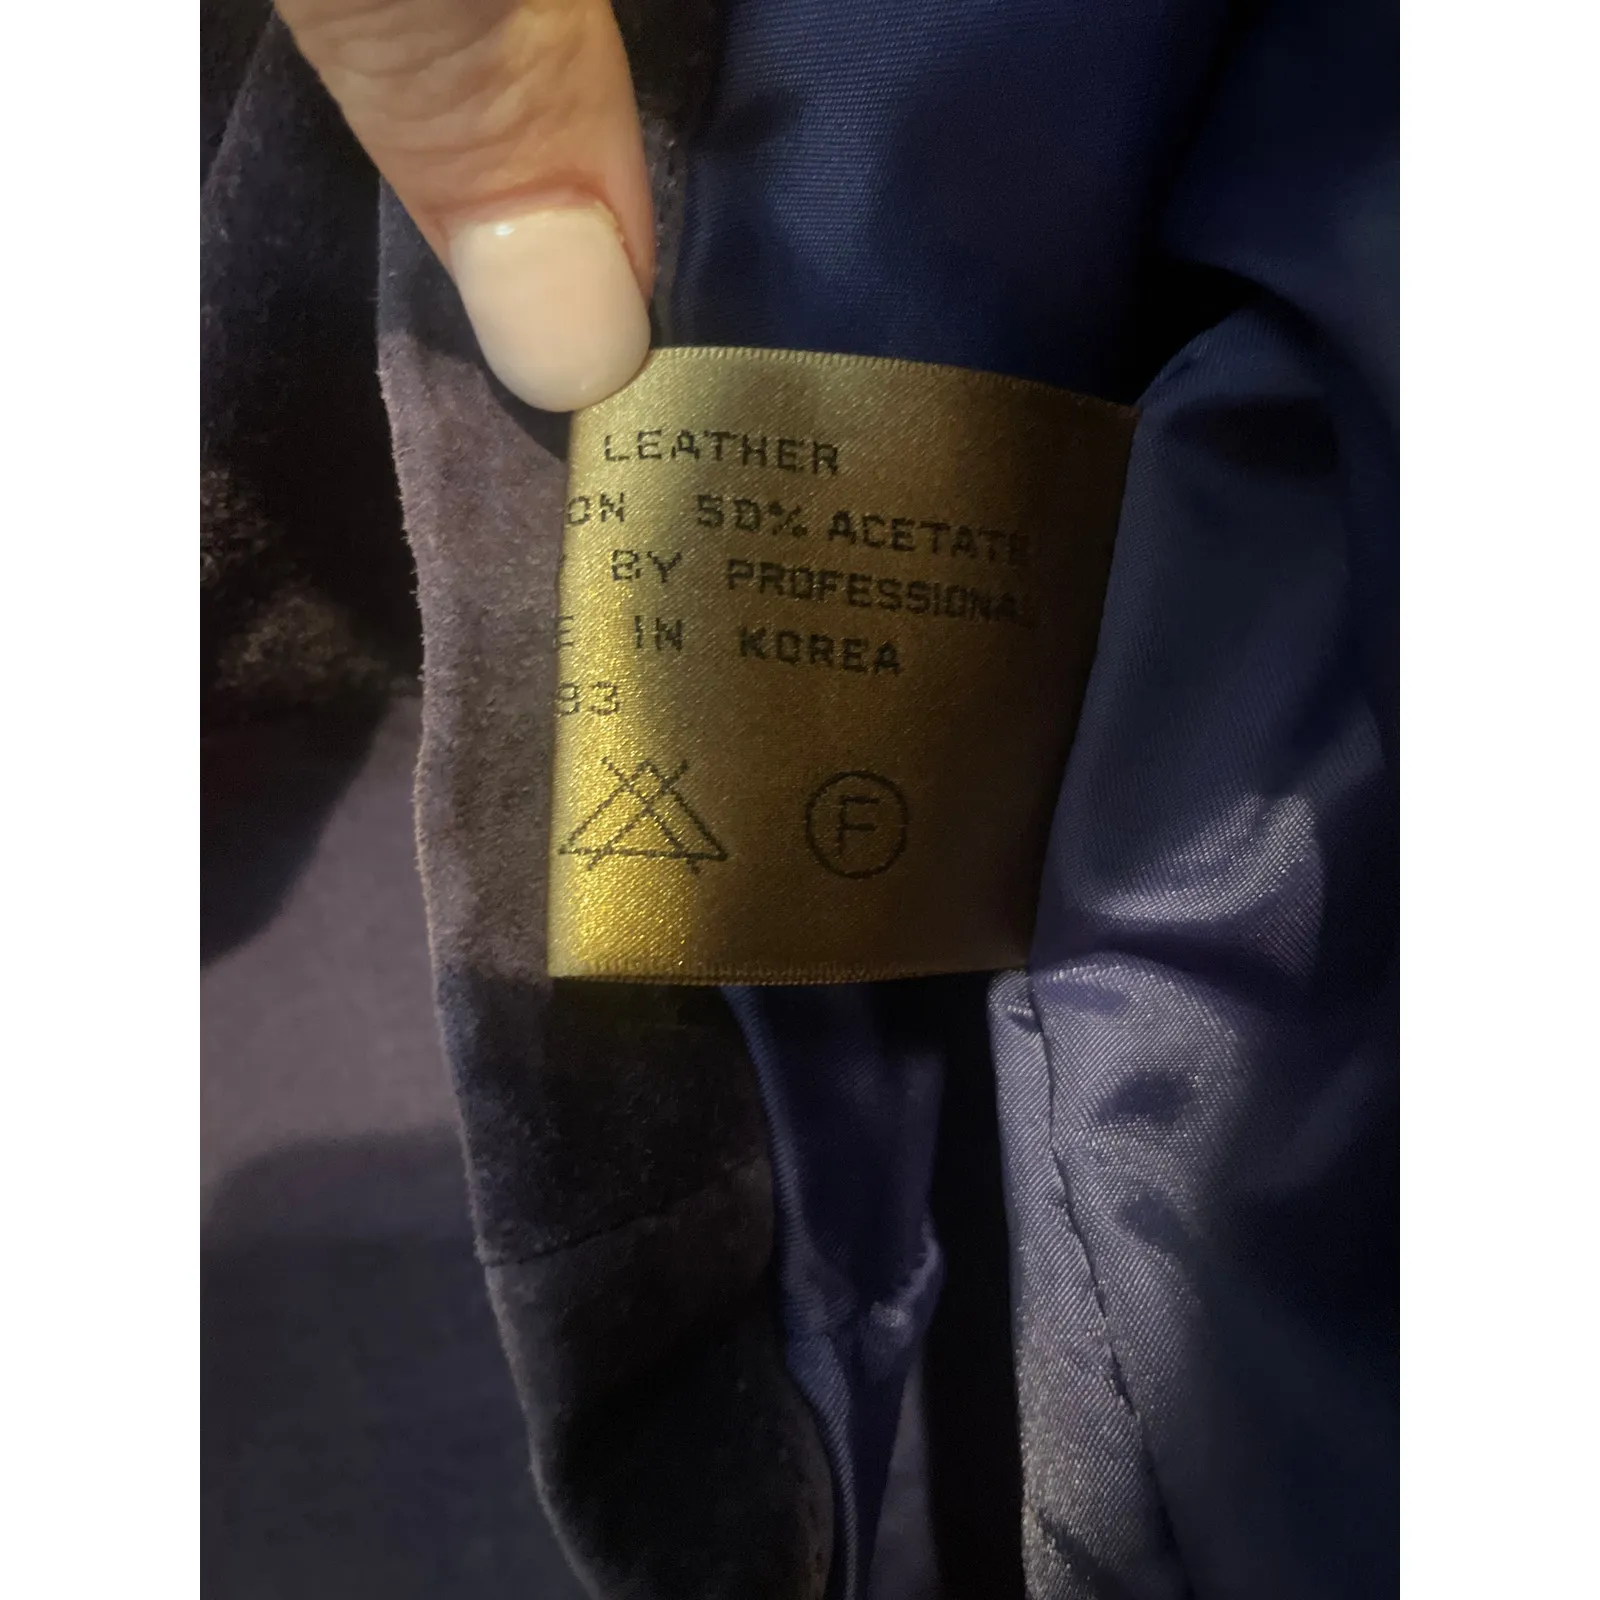 LEATHER
ON 50% ACETATE
BY PROFESSIONAL
E IN KOREA
93
F